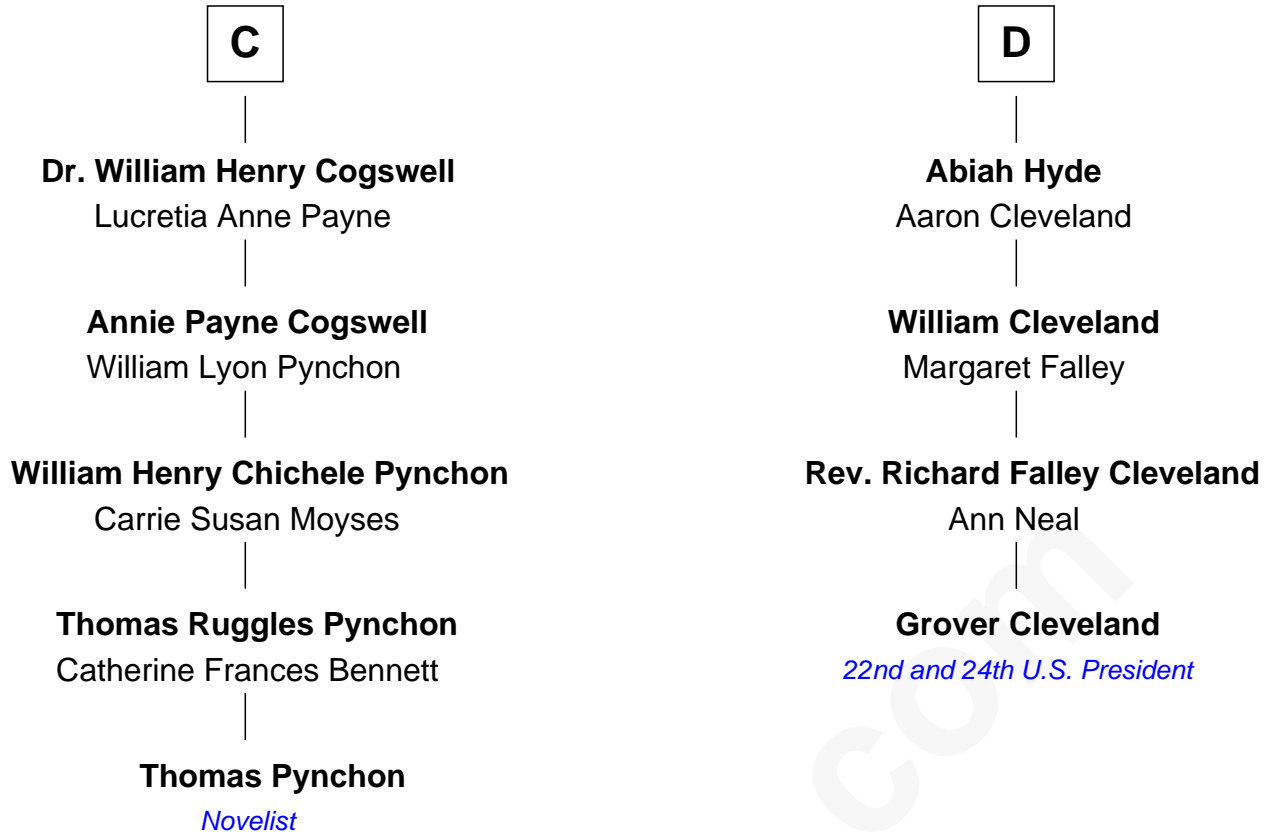 C
Dr. William Henry Cogswell
Lucretia Anne Payne
Annie Payne Cogswell
William Lyon Pynchon
William Henry Chichele Pynchon
Carrie Susan Moyses
Thomas Ruggles Pynchon
Catherine Frances Bennett
Thomas Pynchon
Novelist
D
Abiah Hyde
Aaron Cleveland
William Cleveland
Margaret Falley
Rev. Richard Falley Cleveland
Ann Neal
Grover Cleveland
22nd and 24th U.S. President
com